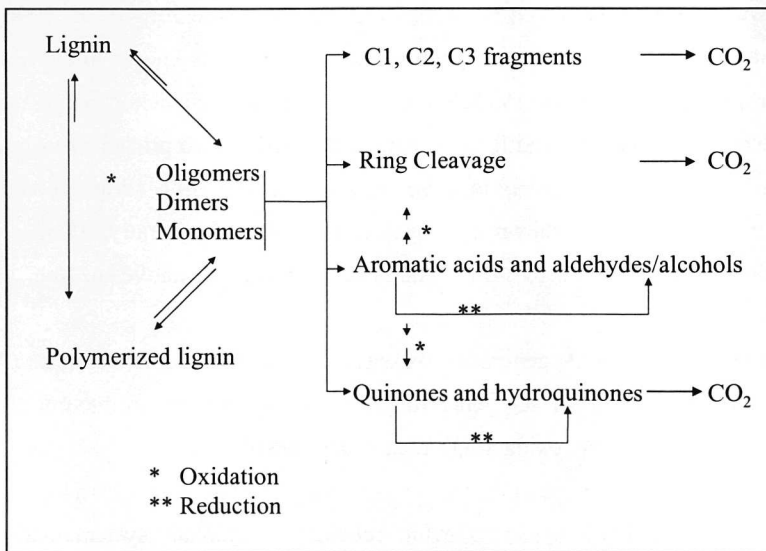 Lignin
C1, C2, C3 fragments
CO2
Ring Cleavage
CO2
*
Oligomers
Dimers
Monomers
*
Aromatic acids and aldehydes/alcohols
**
*
Polymerized lignin
Quinones and hydroquinones
CO2
**
* Oxidation
** Reduction